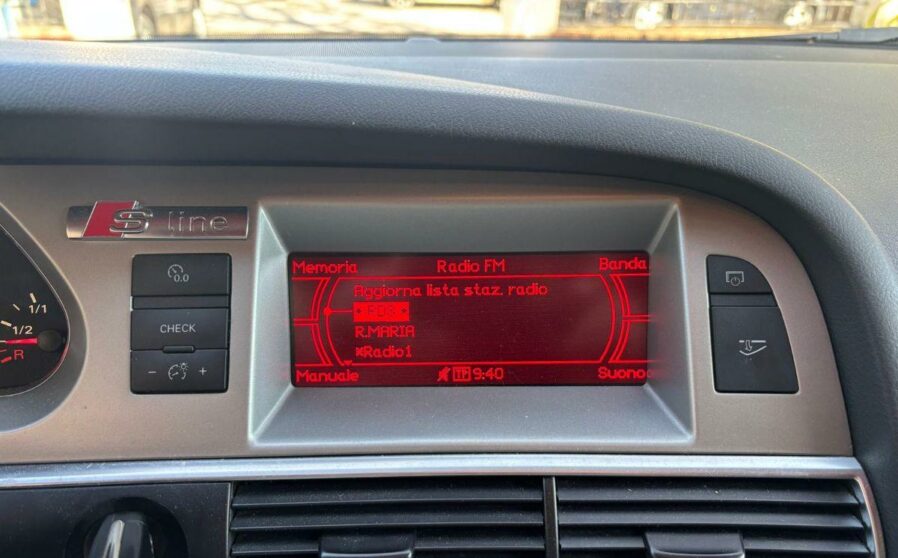 S line
Memoria Radio FM Banda
Aggiorna lista staz. radio
R.MARIA
Radio1
Manuale TP 9:40 Suono
0.0
CHECK
- +
1/1
1/2
R